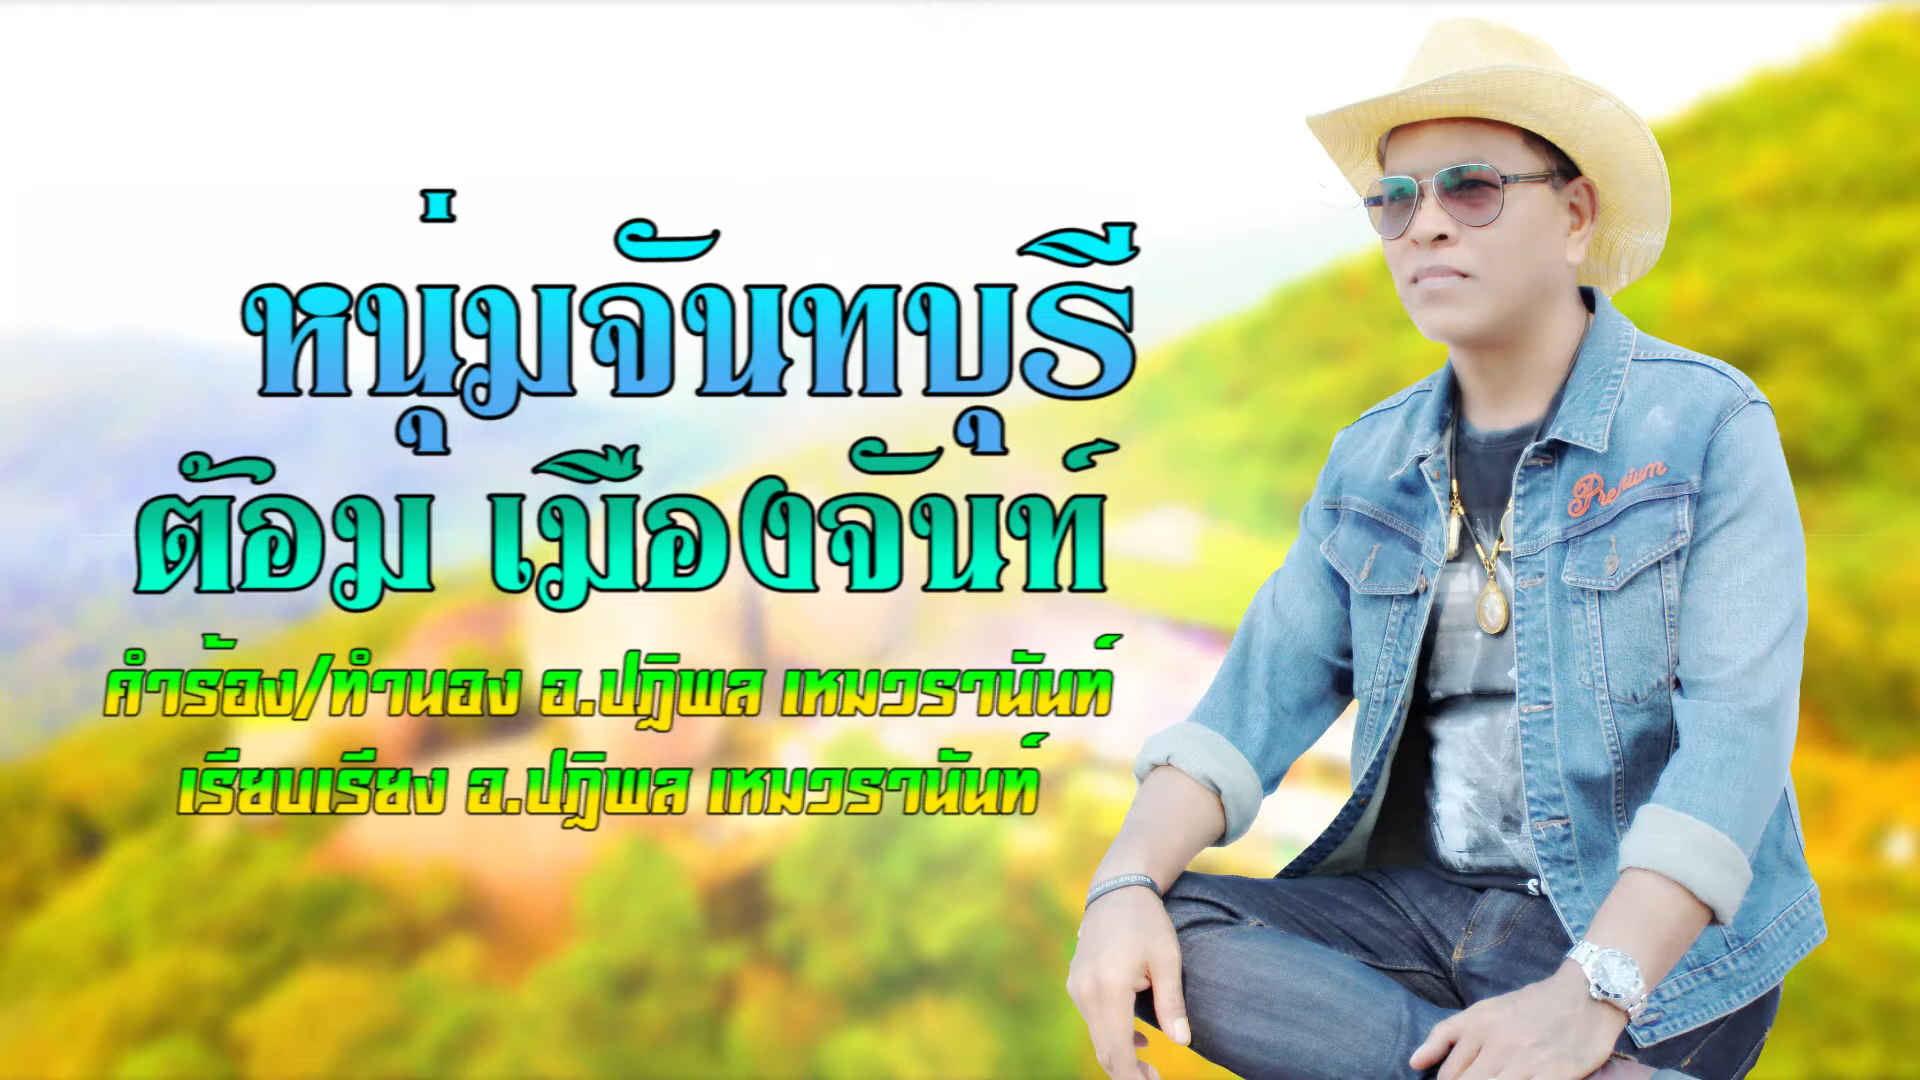 หนุ่มจันทบุรี
ต้อม เมืองจันท์
คำร้อง/ทำนอง อ.ปฏิพล เหมวรานันท์
เรียบเรียง อ.ปฏิพล เหมวรานันท์
Premium